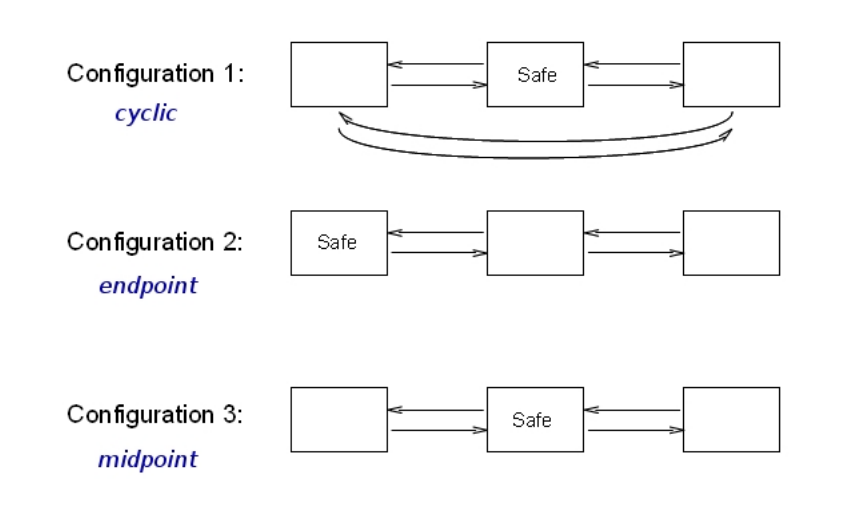 Configuration 1:
cyclic
Safe
Configuration 2:
endpoint
Safe
Configuration 3:
midpoint
Safe